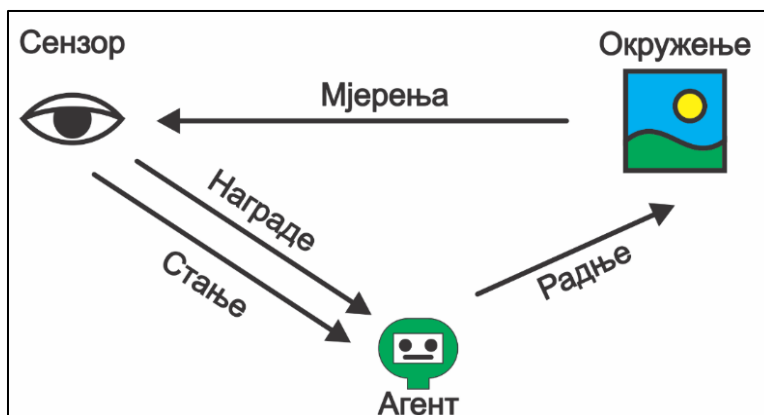 Сензор
Окружење
Мјерења
Награде
Стање
Радње
Агент